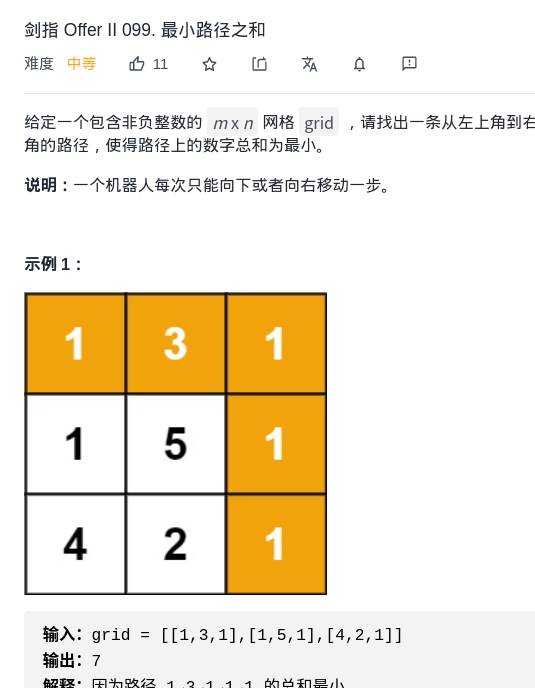 剑指 Offer II 099. 最小路径之和
难度 中等 11
给定一个包含非负整数的 m x n 网格 grid ，请找出一条从左上角到右
角的路径，使得路径上的数字总和为最小。
说明：一个机器人每次只能向下或者向右移动一步。
示例 1：
1 3 1
1 5 1
4 2 1
输入：grid = [[1,3,1],[1,5,1],[4,2,1]]
输出：7
解释：因为路径 1→3→1→1→1 的总和最小